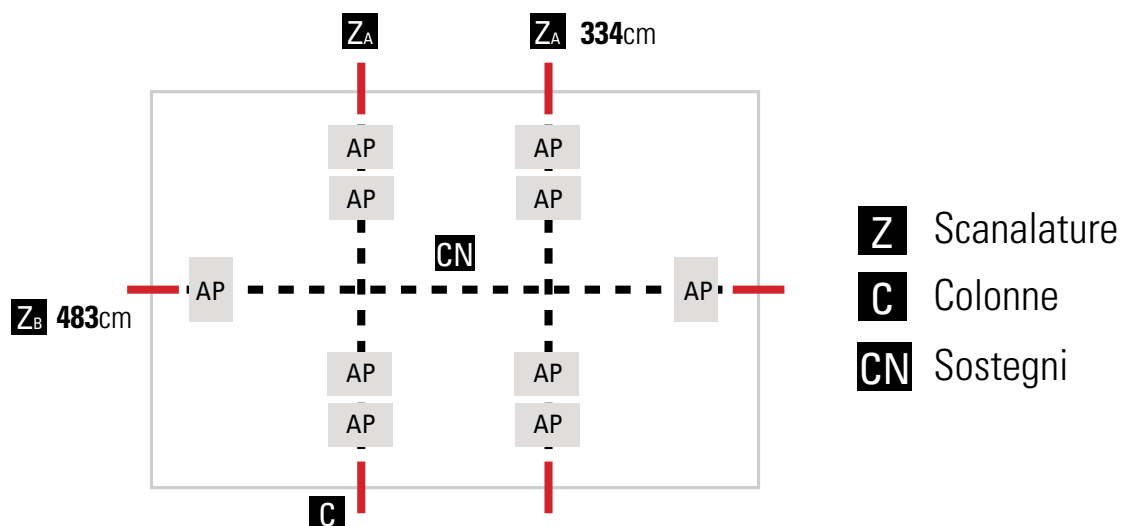 ZA ZA 334cm
AP AP
AP AP
Z Scanalature
CN
AP AP
C Colonne
ZB 483cm
CN Sostegni
AP AP
AP AP
C